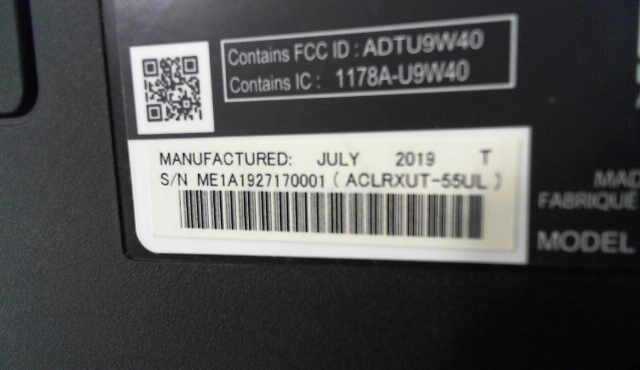 Contains FCC ID : ADTU9W40
Contains IC : 1178A-U9W40
MANUFACTURED: JULY 2019 T
S/N ME1A1927170001 ( ACLRXUT-55UL )
MAD
FABRIQUÉ
MODEL